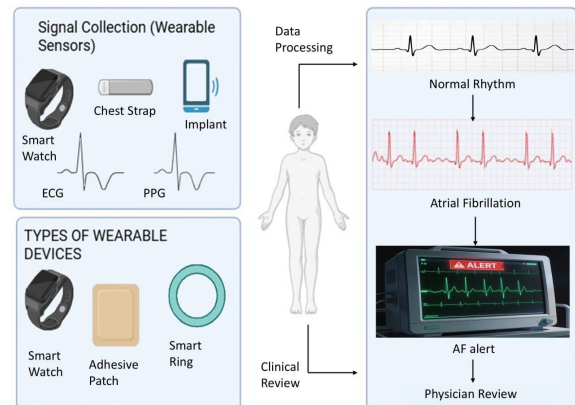 Signal Collection (Wearable
Sensors)
Smart
Watch
Chest Strap
Implant
ECG
PPG
TYPES OF WEARABLE
DEVICES
Smart
Watch
Adhesive
Patch
Smart
Ring
Data
Processing
Clinical
Review
Normal Rhythm
Atrial Fibrillation
ALERT
AF alert
Physician Review